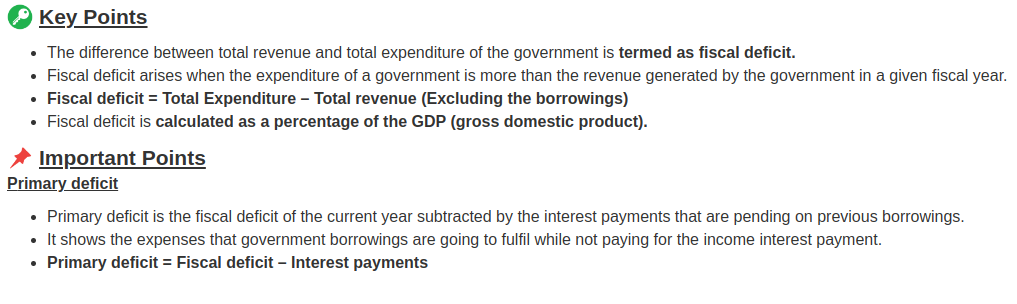 Key Points
• The difference between total revenue and total expenditure of the government is termed as fiscal deficit.
• Fiscal deficit arises when the expenditure of a government is more than the revenue generated by the government in a given fiscal year.
• Fiscal deficit = Total Expenditure – Total revenue (Excluding the borrowings)
• Fiscal deficit is calculated as a percentage of the GDP (gross domestic product).
Important Points
Primary deficit
• Primary deficit is the fiscal deficit of the current year subtracted by the interest payments that are pending on previous borrowings.
• It shows the expenses that government borrowings are going to fulfil while not paying for the income interest payment.
• Primary deficit = Fiscal deficit – Interest payments